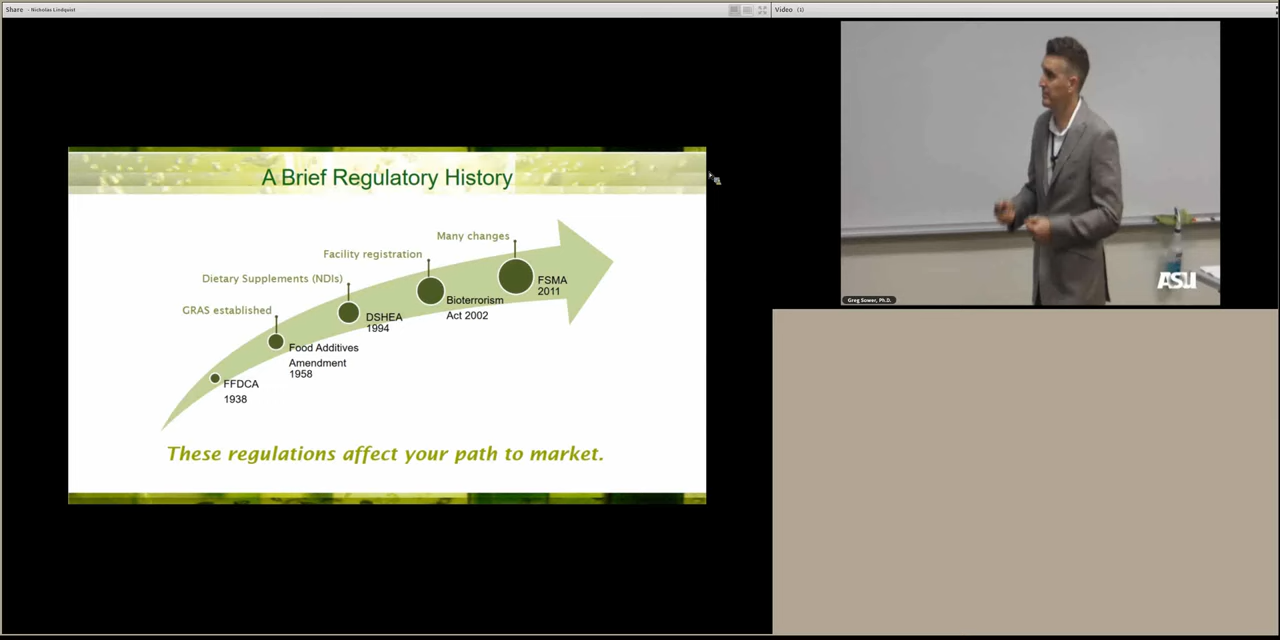 Share - Nicholas Lindquist
Video (1)
A Brief Regulatory History
Many changes
Facility registration
FSMA
2011
Dietary Supplements (NDIs)
Bioterrorism
Act 2002
GRAS established
DSHEA
1994
Food Additives
Amendment
1958
FFDCA
1938
These regulations affect your path to market.
ASU
Greg Sower, Ph.D.